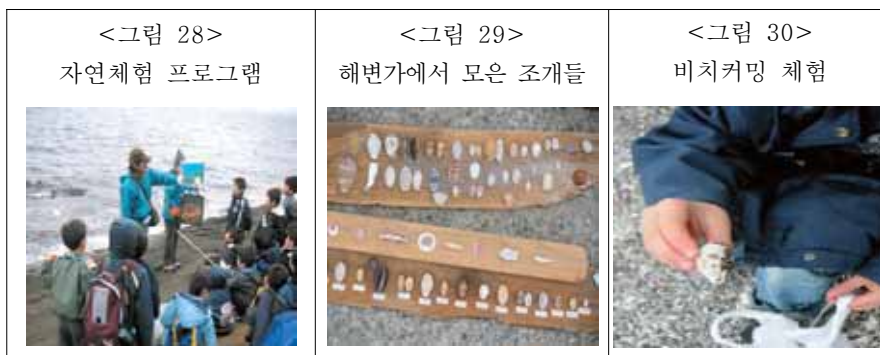 <그림 28>
자연체험 프로그램
<그림 29>
해변가에서 모은 조개들
<그림 30>
비치커밍 체험